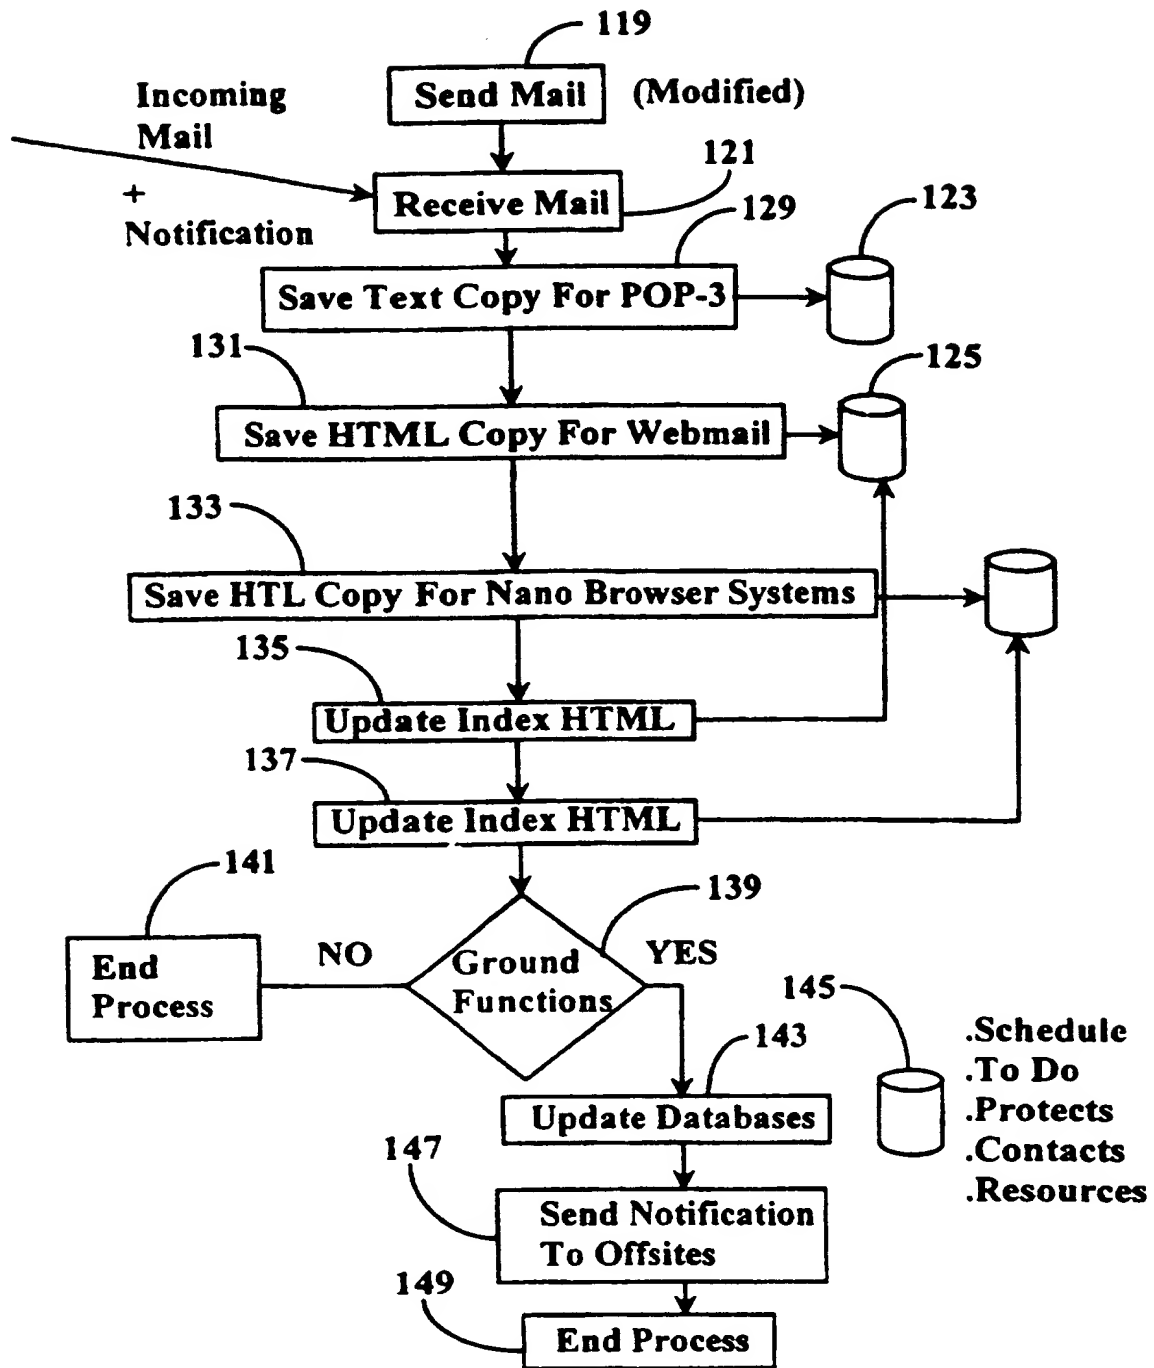 119
Send Mail (Modified)
Incoming
Mail
+
Notification
121
Receive Mail
129
123
Save Text Copy For POP-3
131
125
Save HTML Copy For Webmail
133
Save HTL Copy For Nano Browser Systems
135
Update Index HTML
137
Update Index HTML
141
139
End
Process
NO
Ground
Functions
YES
145
143
.Schedule
.To Do
.Protects
.Contacts
.Resources
Update Databases
147
Send Notification
To Offsites
149
End Process